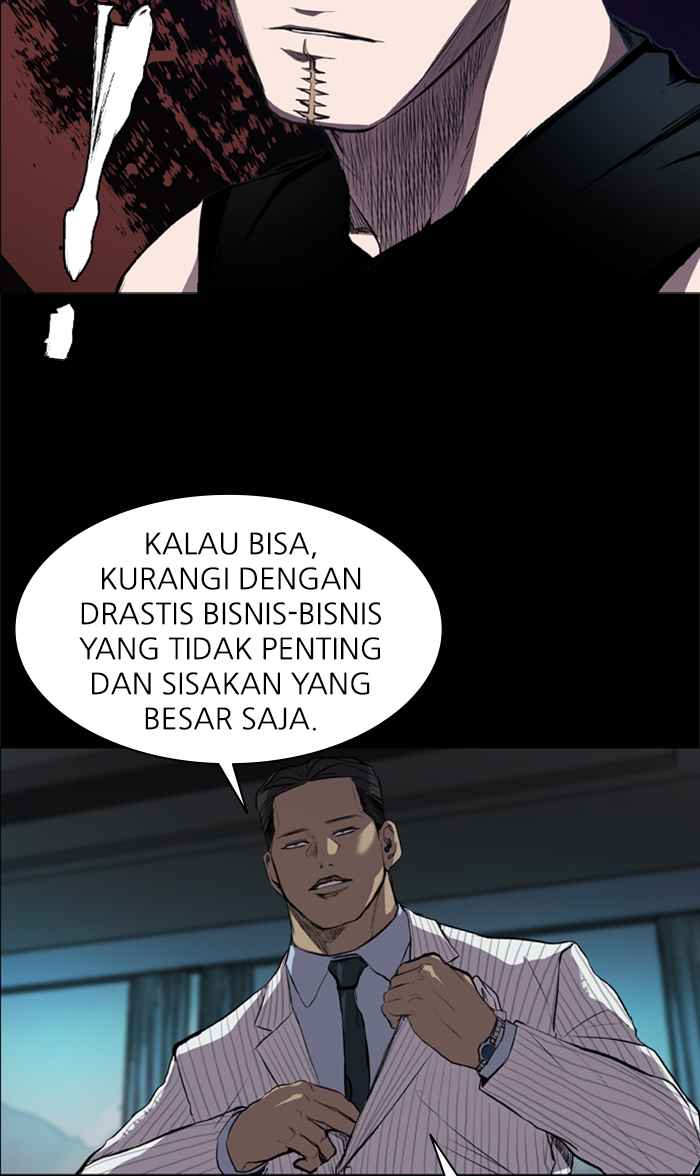 KALAU BISA,
KURANGI DENGAN
DRASTIS BISNIS-BISNIS
YANG TIDAK PENTING
DAN SISAKAN YANG
BESAR SAJA.